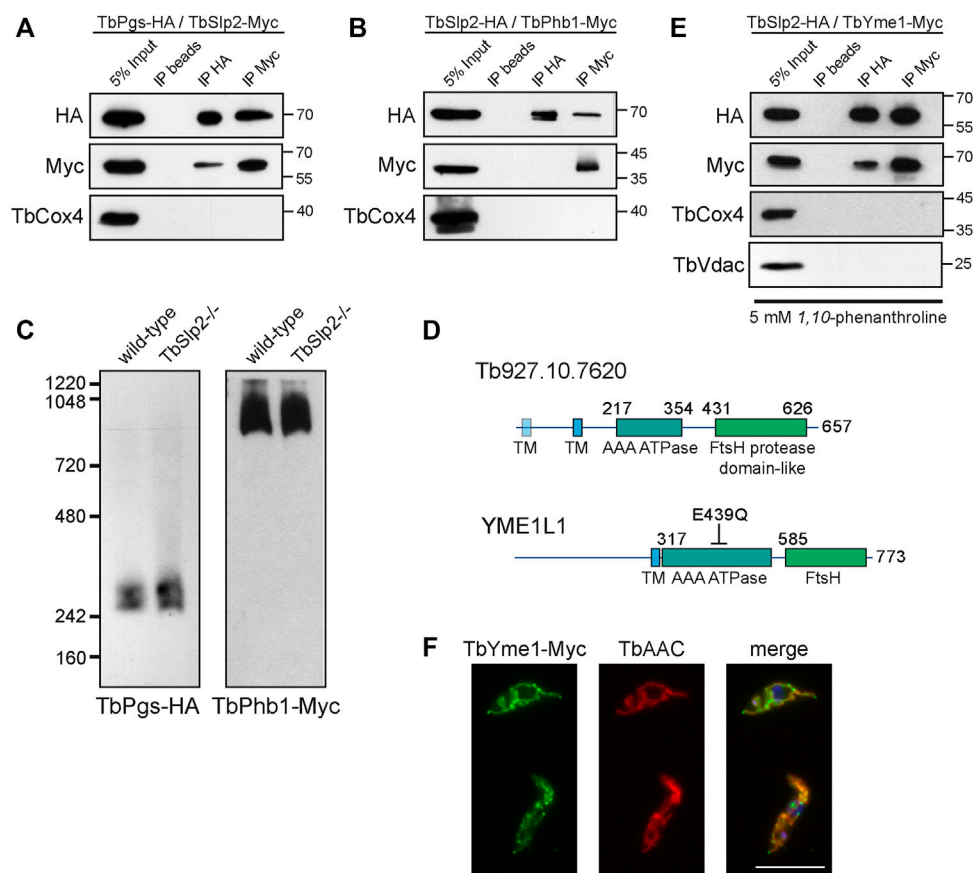 A
TbPgs-HA / TbSlp2-Myc
5% Input
IP beads
IP HA
IP Myc
HA
70
Myc
70
55
TbCox4
40
B
TbSlp2-HA / TbPhb1-Myc
5% Input
IP beads
IP HA
IP Myc
HA
70
Myc
45
35
TbCox4
40
E
TbSlp2-HA / TbYme1-Myc
5% Input
IP beads
IP HA
IP Myc
HA
70
55
Myc
70
55
TbCox4
45
35
TbVdac
25
5 mM 1,10-phenanthroline
C
wild-type
TbSlp2-/-
wild-type
TbSlp2-/-
1220
1048
720
480
242
160
TbPgs-HA
TbPhb1-Myc
D
Tb927.10.7620
217 354 431 626
657
TM TM AAA ATPase FtsH protease
domain-like
E439Q
YME1L1
317 585
773
TM AAA ATPase FtsH
F
TbYme1-Myc TbAAC merge